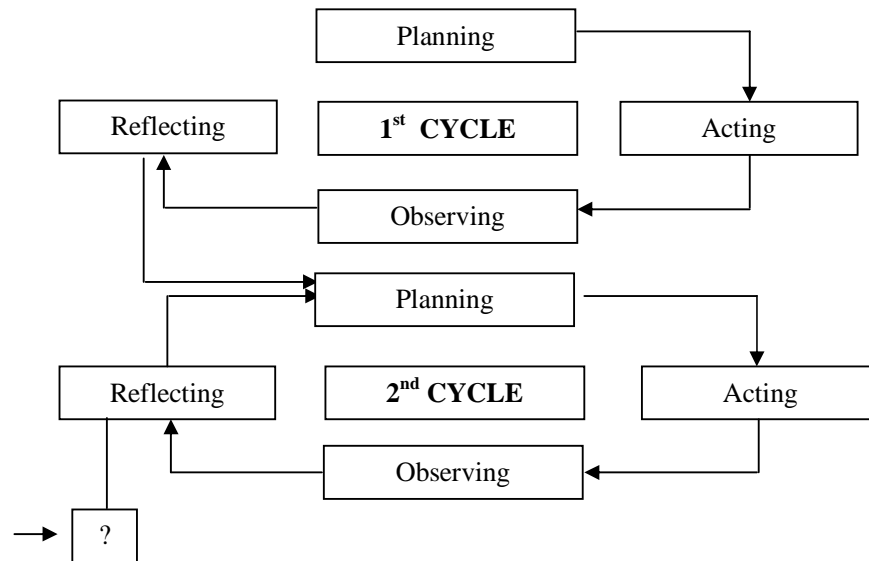 Planning
Reflecting
1st CYCLE
Acting
Observing
Planning
Reflecting
2nd CYCLE
Acting
Observing
?